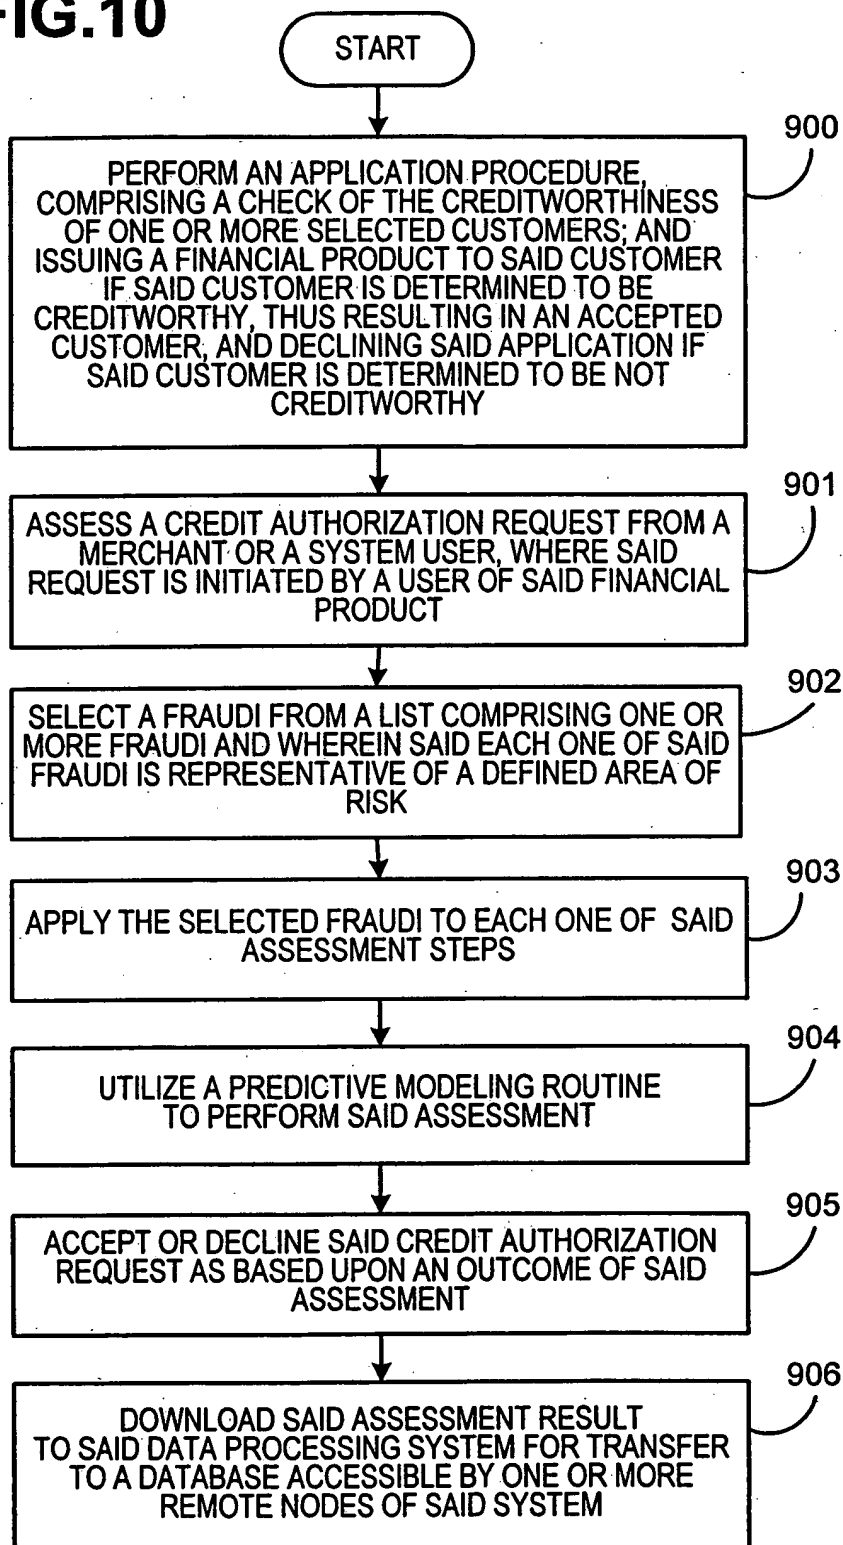 FIG.10
START
900
PERFORM AN APPLICATION PROCEDURE,
COMPRISING A CHECK OF THE CREDITWORTHINESS
OF ONE OR MORE SELECTED CUSTOMERS; AND
ISSUING A FINANCIAL PRODUCT TO SAID CUSTOMER
IF SAID CUSTOMER IS DETERMINED TO BE
CREDITWORTHY, THUS RESULTING IN AN ACCEPTED
CUSTOMER, AND DECLINING SAID APPLICATION IF
SAID CUSTOMER IS DETERMINED TO BE NOT
CREDITWORTHY
901
ASSESS A CREDIT AUTHORIZATION REQUEST FROM A
MERCHANT OR A SYSTEM USER, WHERE SAID
REQUEST IS INITIATED BY A USER OF SAID FINANCIAL
PRODUCT
902
SELECT A FRAUDI FROM A LIST COMPRISING ONE OR
MORE FRAUDI AND WHEREIN SAID EACH ONE OF SAID
FRAUDI IS REPRESENTATIVE OF A DEFINED AREA OF
RISK
903
APPLY THE SELECTED FRAUDI TO EACH ONE OF SAID
ASSESSMENT STEPS
904
UTILIZE A PREDICTIVE MODELING ROUTINE
TO PERFORM SAID ASSESSMENT
905
ACCEPT OR DECLINE SAID CREDIT AUTHORIZATION
REQUEST AS BASED UPON AN OUTCOME OF SAID
ASSESSMENT
906
DOWNLOAD SAID ASSESSMENT RESULT
TO SAID DATA PROCESSING SYSTEM FOR TRANSFER
TO A DATABASE ACCESSIBLE BY ONE OR MORE
REMOTE NODES OF SAID SYSTEM